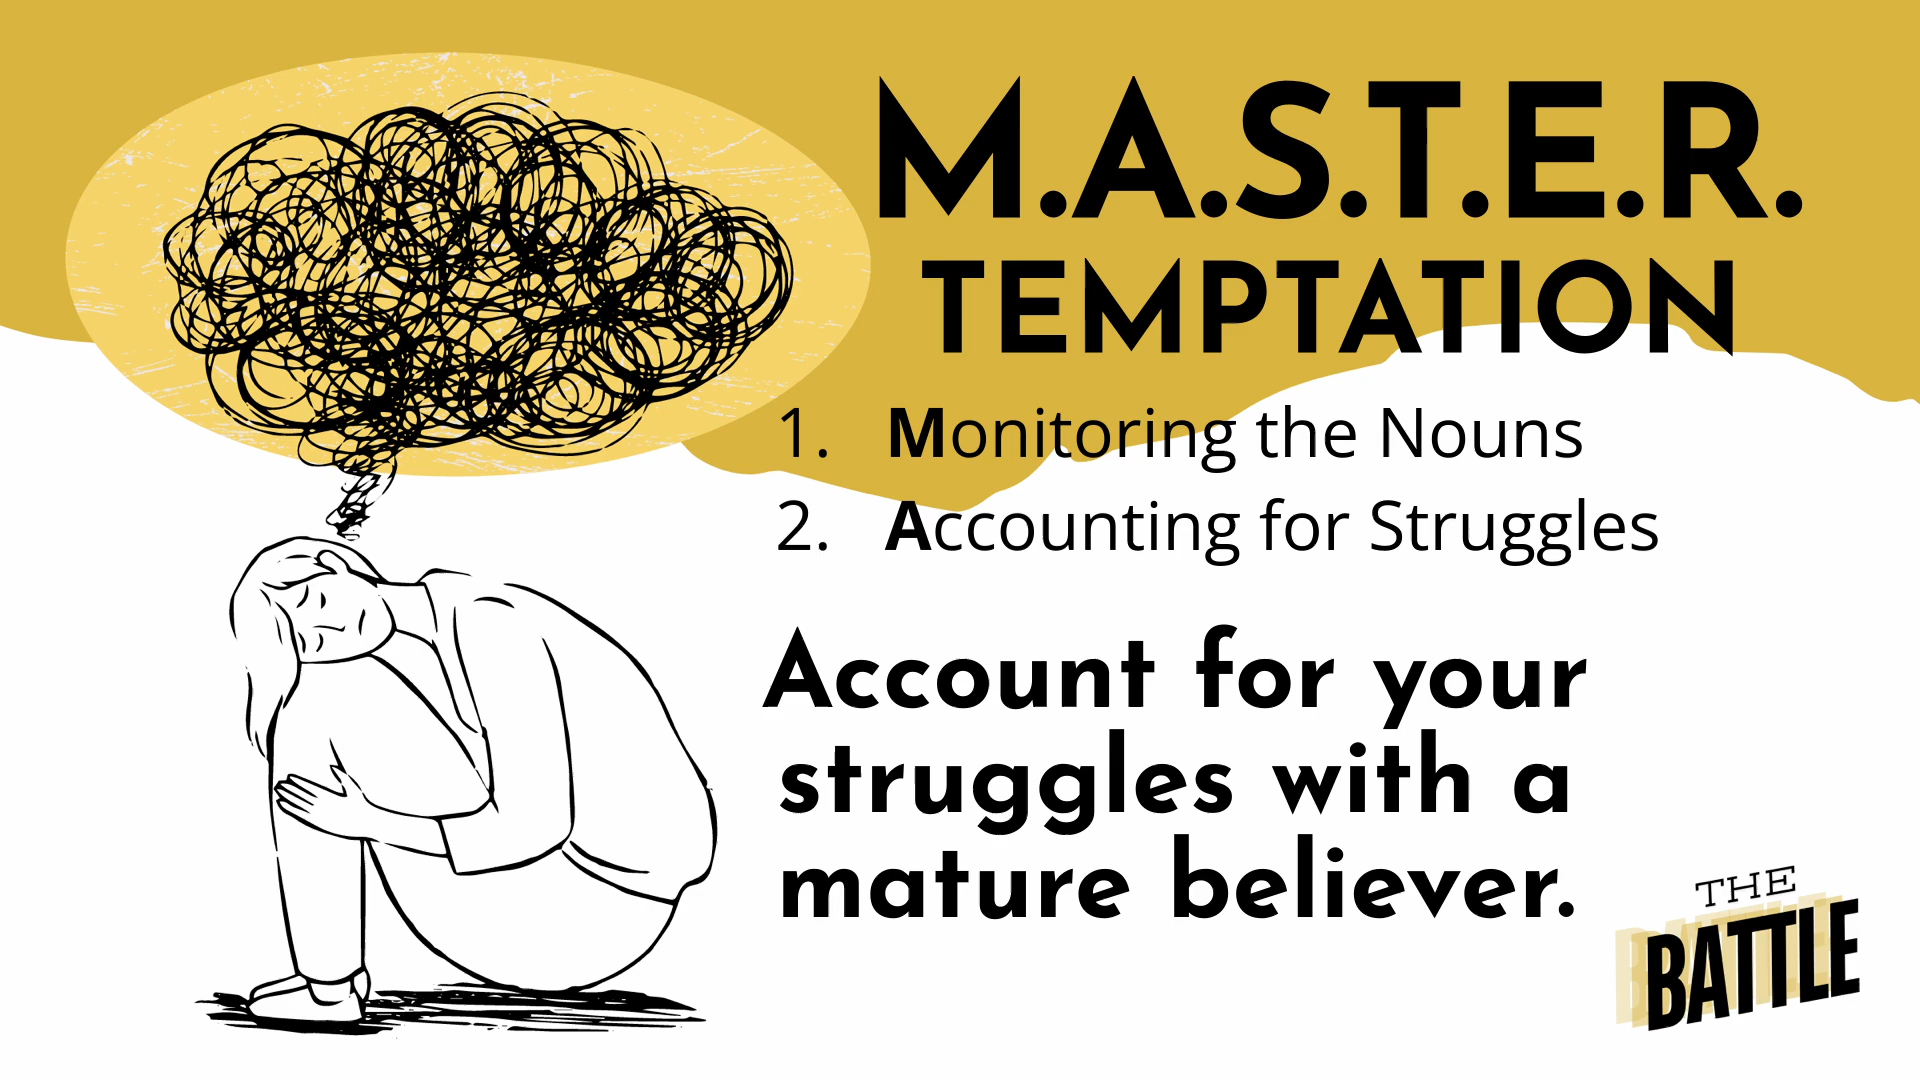 M.A.S.T.E.R.
TEMPTATION
1. Monitoring the Nouns
2. Accounting for Struggles
Account for your
struggles with a
mature believer.
THE
BATTLE